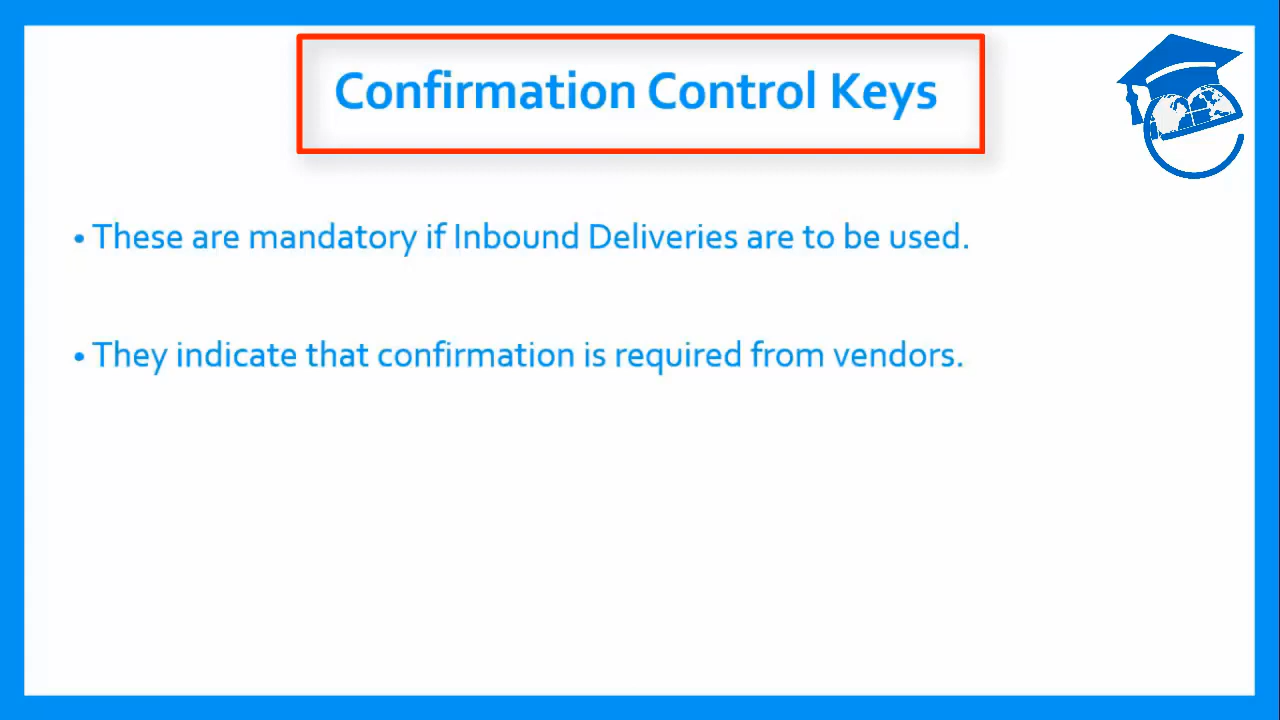 Confirmation Control Keys
• These are mandatory if Inbound Deliveries are to be used.
• They indicate that confirmation is required from vendors.